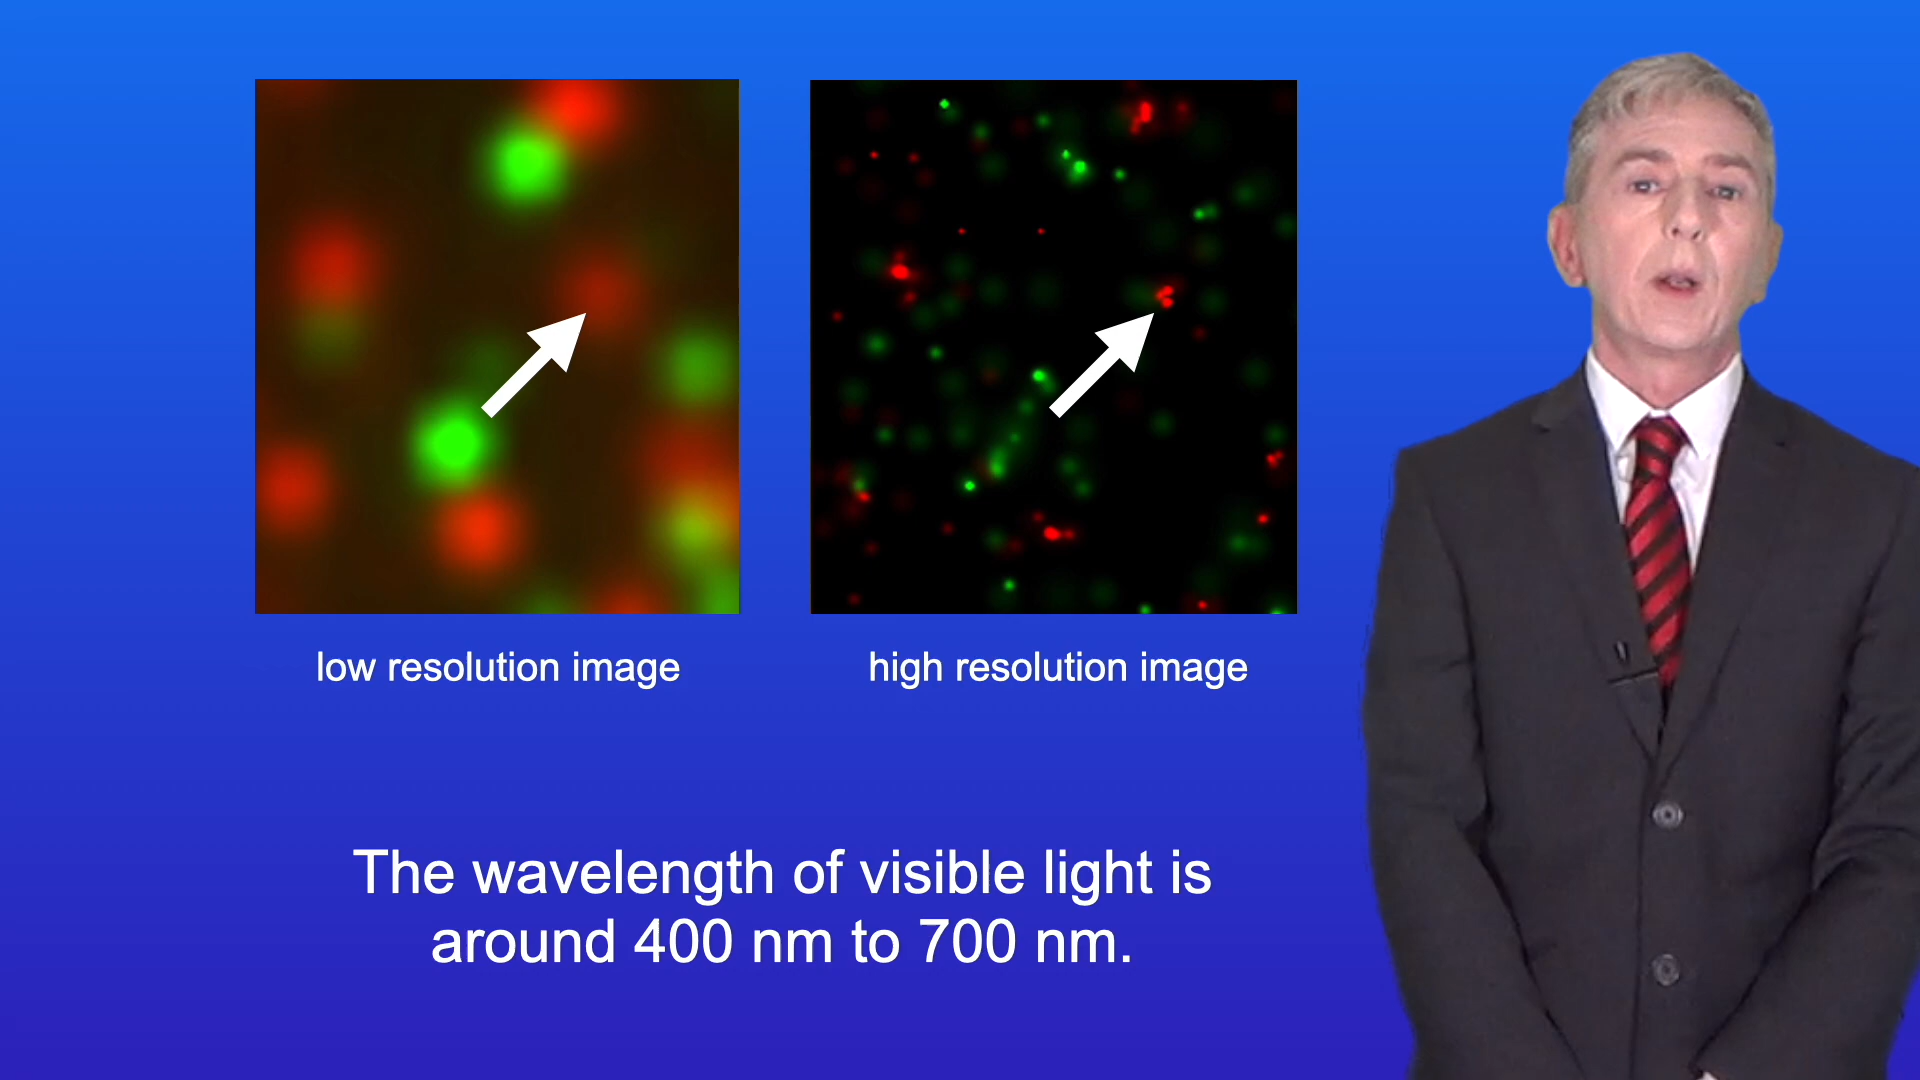 low resolution image
high resolution image
The wavelength of visible light is
around 400 nm to 700 nm.